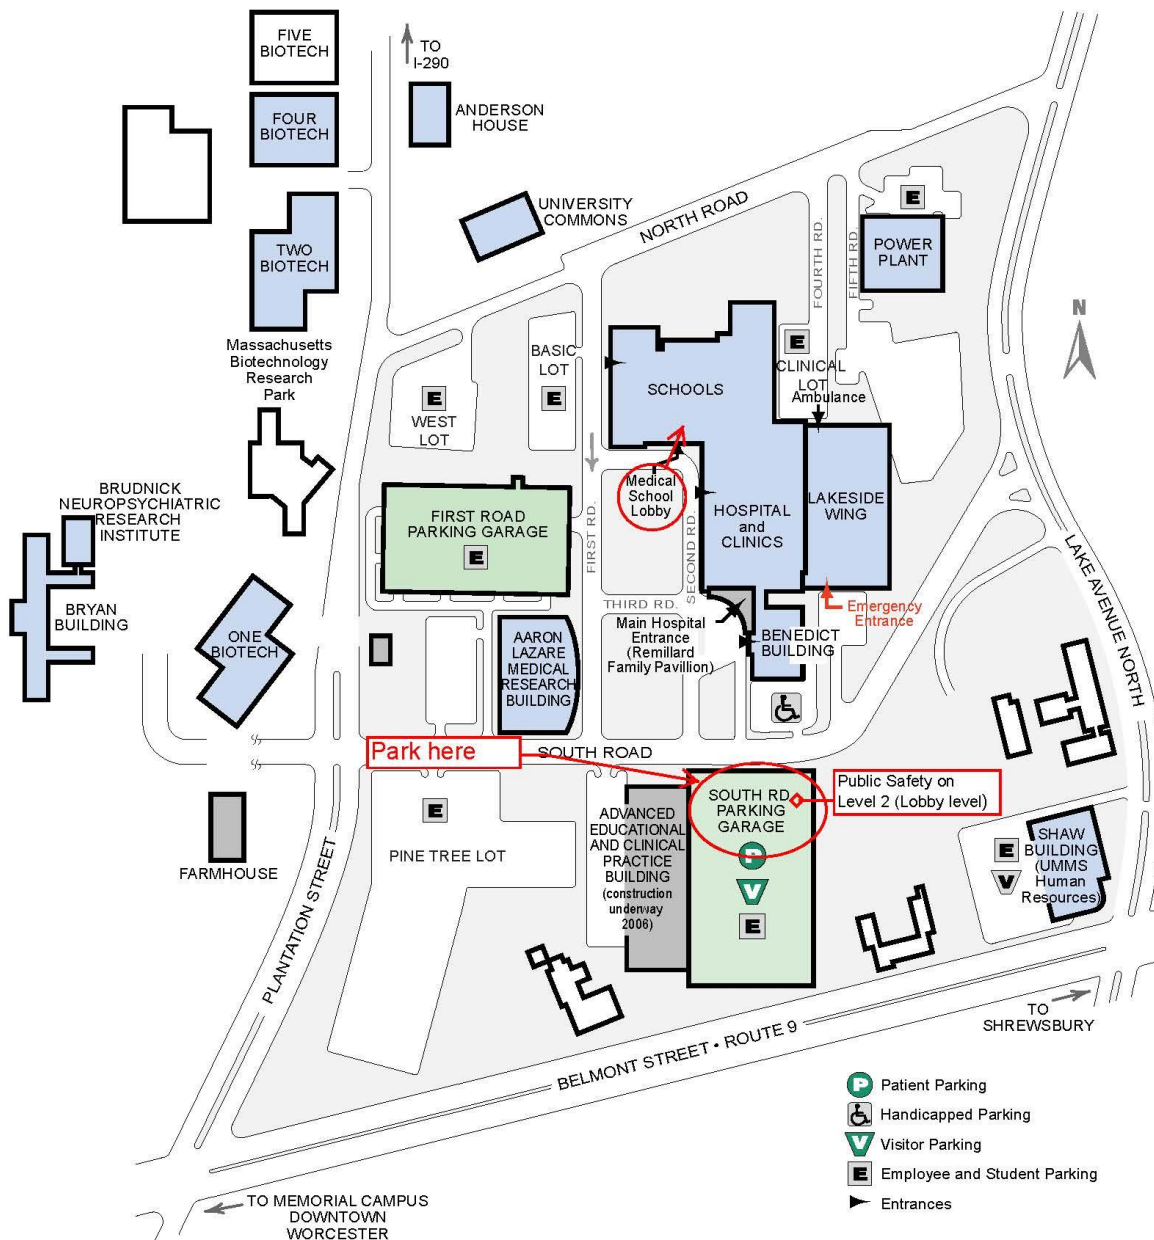 FIVE
BIOTECH
TO
I-290
FOUR
BIOTECH
ANDERSON
HOUSE
UNIVERSITY
COMMONS
NORTH ROAD
E
POWER
PLANT
FOURTH RD.
FIFTH RD.
TWO
BIOTECH
N
Massachusetts
Biotechnology
Research
Park
BASIC
LOT
E
E
WEST
LOT
SCHOOLS
E
CLINICAL
LOT
Ambulance
Medical
School
Lobby
HOSPITAL
and
CLINICS
LAKESIDE
WING
BRUDNICK
NEUROPSYCHIATRIC
RESEARCH
INSTITUTE
FIRST ROAD
PARKING GARAGE
E
FIRST RD.
SECOND RD.
THIRD RD.
LAKE AVENUE NORTH
BRYAN
BUILDING
ONE
BIOTECH
AARON
LAZARE
MEDICAL
RESEARCH
BUILDING
Main Hospital
Entrance
(Remillard
Family Pavillion)
BENEDICT
BUILDING
Emergency
Entrance
Park here
SOUTH ROAD
SOUTH RD
PARKING
GARAGE
P
V
E
Public Safety on
Level 2 (Lobby level)
FARMHOUSE
PLANTATION STREET
E
PINE TREE LOT
ADVANCED
EDUCATIONAL
AND CLINICAL
PRACTICE
BUILDING
(construction
underway
2006)
E
V
SHAW
BUILDING
(UMMS
Human
Resources)
BELMONT STREET • ROUTE 9
TO
SHREWSBURY
TO MEMORIAL CAMPUS
DOWNTOWN
WORCESTER
P Patient Parking
Handicapped Parking
V Visitor Parking
E Employee and Student Parking
Entrances